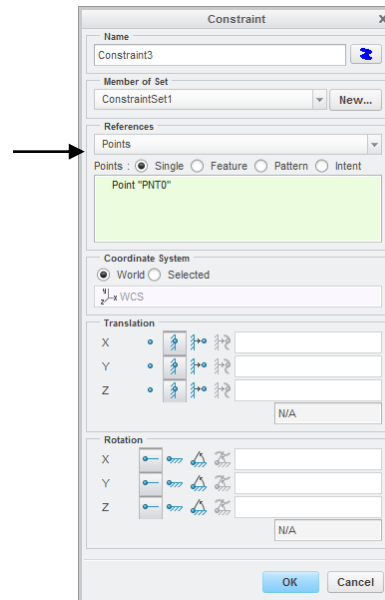 Constraint x
Name
Constraint3
Member of Set
ConstraintSet1 New...
References
Points
Points : Single Feature Pattern Intent
Point "PNT0"
Coordinate System
World Selected
WCS
Translation
X
Y
Z
N/A
Rotation
X
Y
Z
N/A
OK Cancel